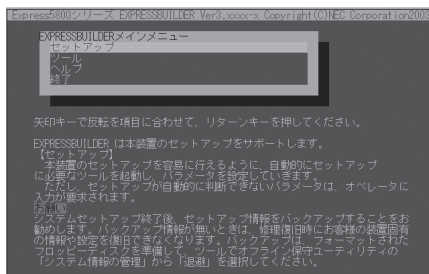 Express5800シリーズ EXPRESSBUILDER Ver3.xxxx-x Copyright(C)NEC Corporation2003
EXPRESSBUILDERメインメニュー
セットアップ
ツール
ヘルプ
終了
矢印キーで反転を項目に合わせて、リターンキーを押してください。
EXPRESSBUILDER は本装置のセットアップをサポートします。
【セットアップ】
本装置のセットアップを容易に行えるように、自動的にセットアップ
に必要なツールを起動し、パラメータを設定していきます。
ただし、セットアップが自動的に判断できないパラメータは、オペレータに
入力が要求されます。
お願い
システムセットアップ終了後、セットアップ情報をバックアップすることをお
勧めします。バックアップ情報が無いときは、修理復旧時にお客様の装置固有
の情報や設定を復旧できなくなります。バックアップは、フォーマットされた
フロッピーディスクを準備して、ツールでオフライン保守ユーティリティの
「システム情報の管理」から「退避」を選択してください。